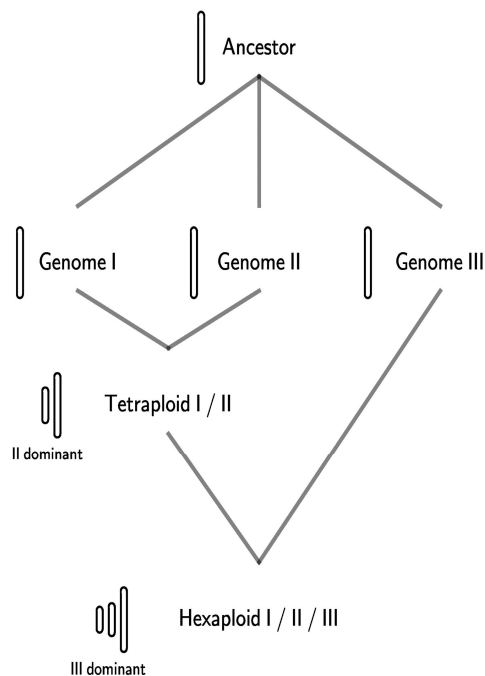 Ancestor
Genome I
Genome II
Genome III
Tetraploid I / II
II dominant
Hexaploid I / II / III
III dominant